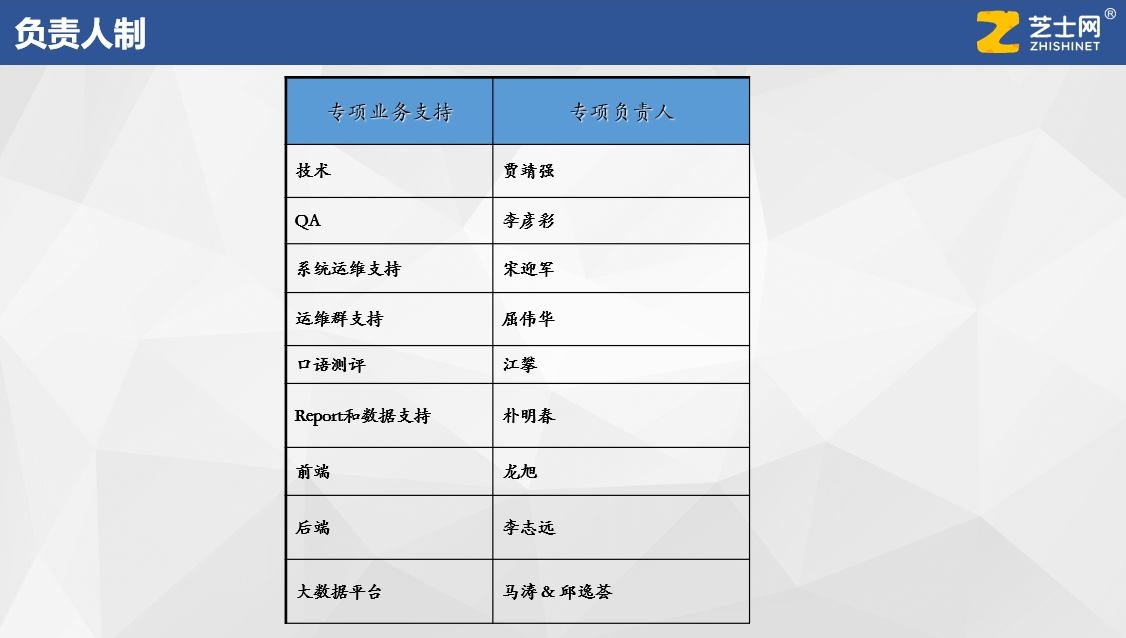 负责人制
芝士网®
ZHISHINET
专项业务支持 专项负责人
技术 贾靖强
QA 李彦彩
系统运维支持 宋迎军
运维群支持 屈伟华
口语测评 江攀
Report和数据支持 朴明春
前端 龙旭
后端 李志远
大数据平台 马涛 & 邱逸荟